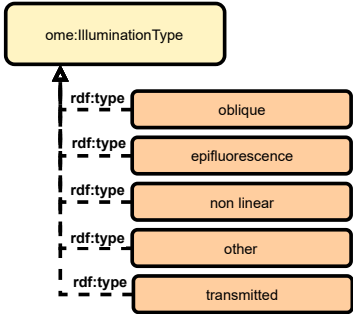 ome:IlluminationType
rdf:type
oblique
rdf:type
epifluorescence
rdf:type
non linear
rdf:type
other
rdf:type
transmitted